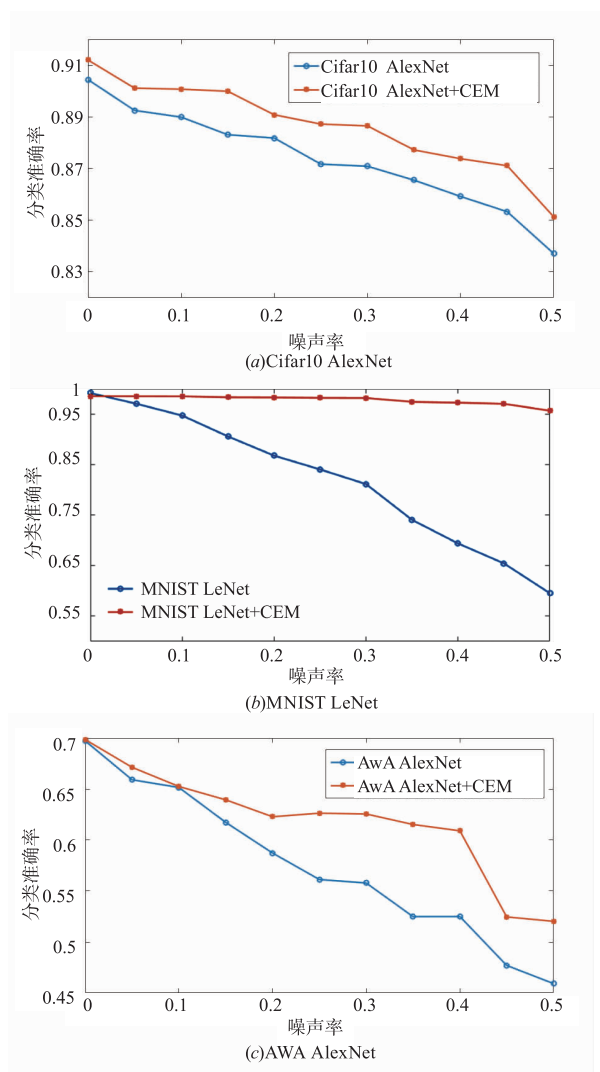 0.91
0.89
0.87
0.85
0.83
分类准确率
Cifar10 AlexNet
Cifar10 AlexNet+CEM
0 0.1 0.2 0.3 0.4 0.5
噪声率
(a)Cifar10 AlexNet
1
0.95
0.85
0.75
0.65
0.55
分类准确率
MNIST LeNet
MNIST LeNet+CEM
0 0.1 0.2 0.3 0.4 0.5
噪声率
(b)MNIST LeNet
0.7
0.65
0.6
0.55
0.5
0.45
分类准确率
AwA AlexNet
AwA AlexNet+CEM
0 0.1 0.2 0.3 0.4 0.5
噪声率
(c)AWA AlexNet